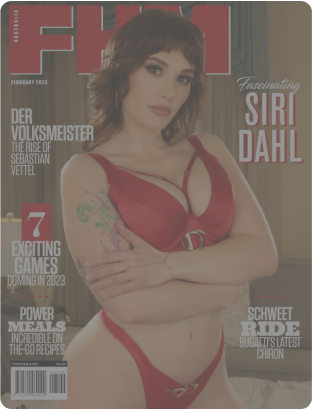 AUSTRALIA
FHM
FEBRUARY 2023
Fascinating
SIRI
DAHL
DER
VOLKSMEISTER
THE RISE OF
SEBASTIAN
VETTEL
7
EXCITING
GAMES
COMING IN 2023
POWER
MEALS
INCREDIBLE ON
THE-GO RECIPES
SCHWEET
RIDE
BUGATTI'S LATEST
CHIRON